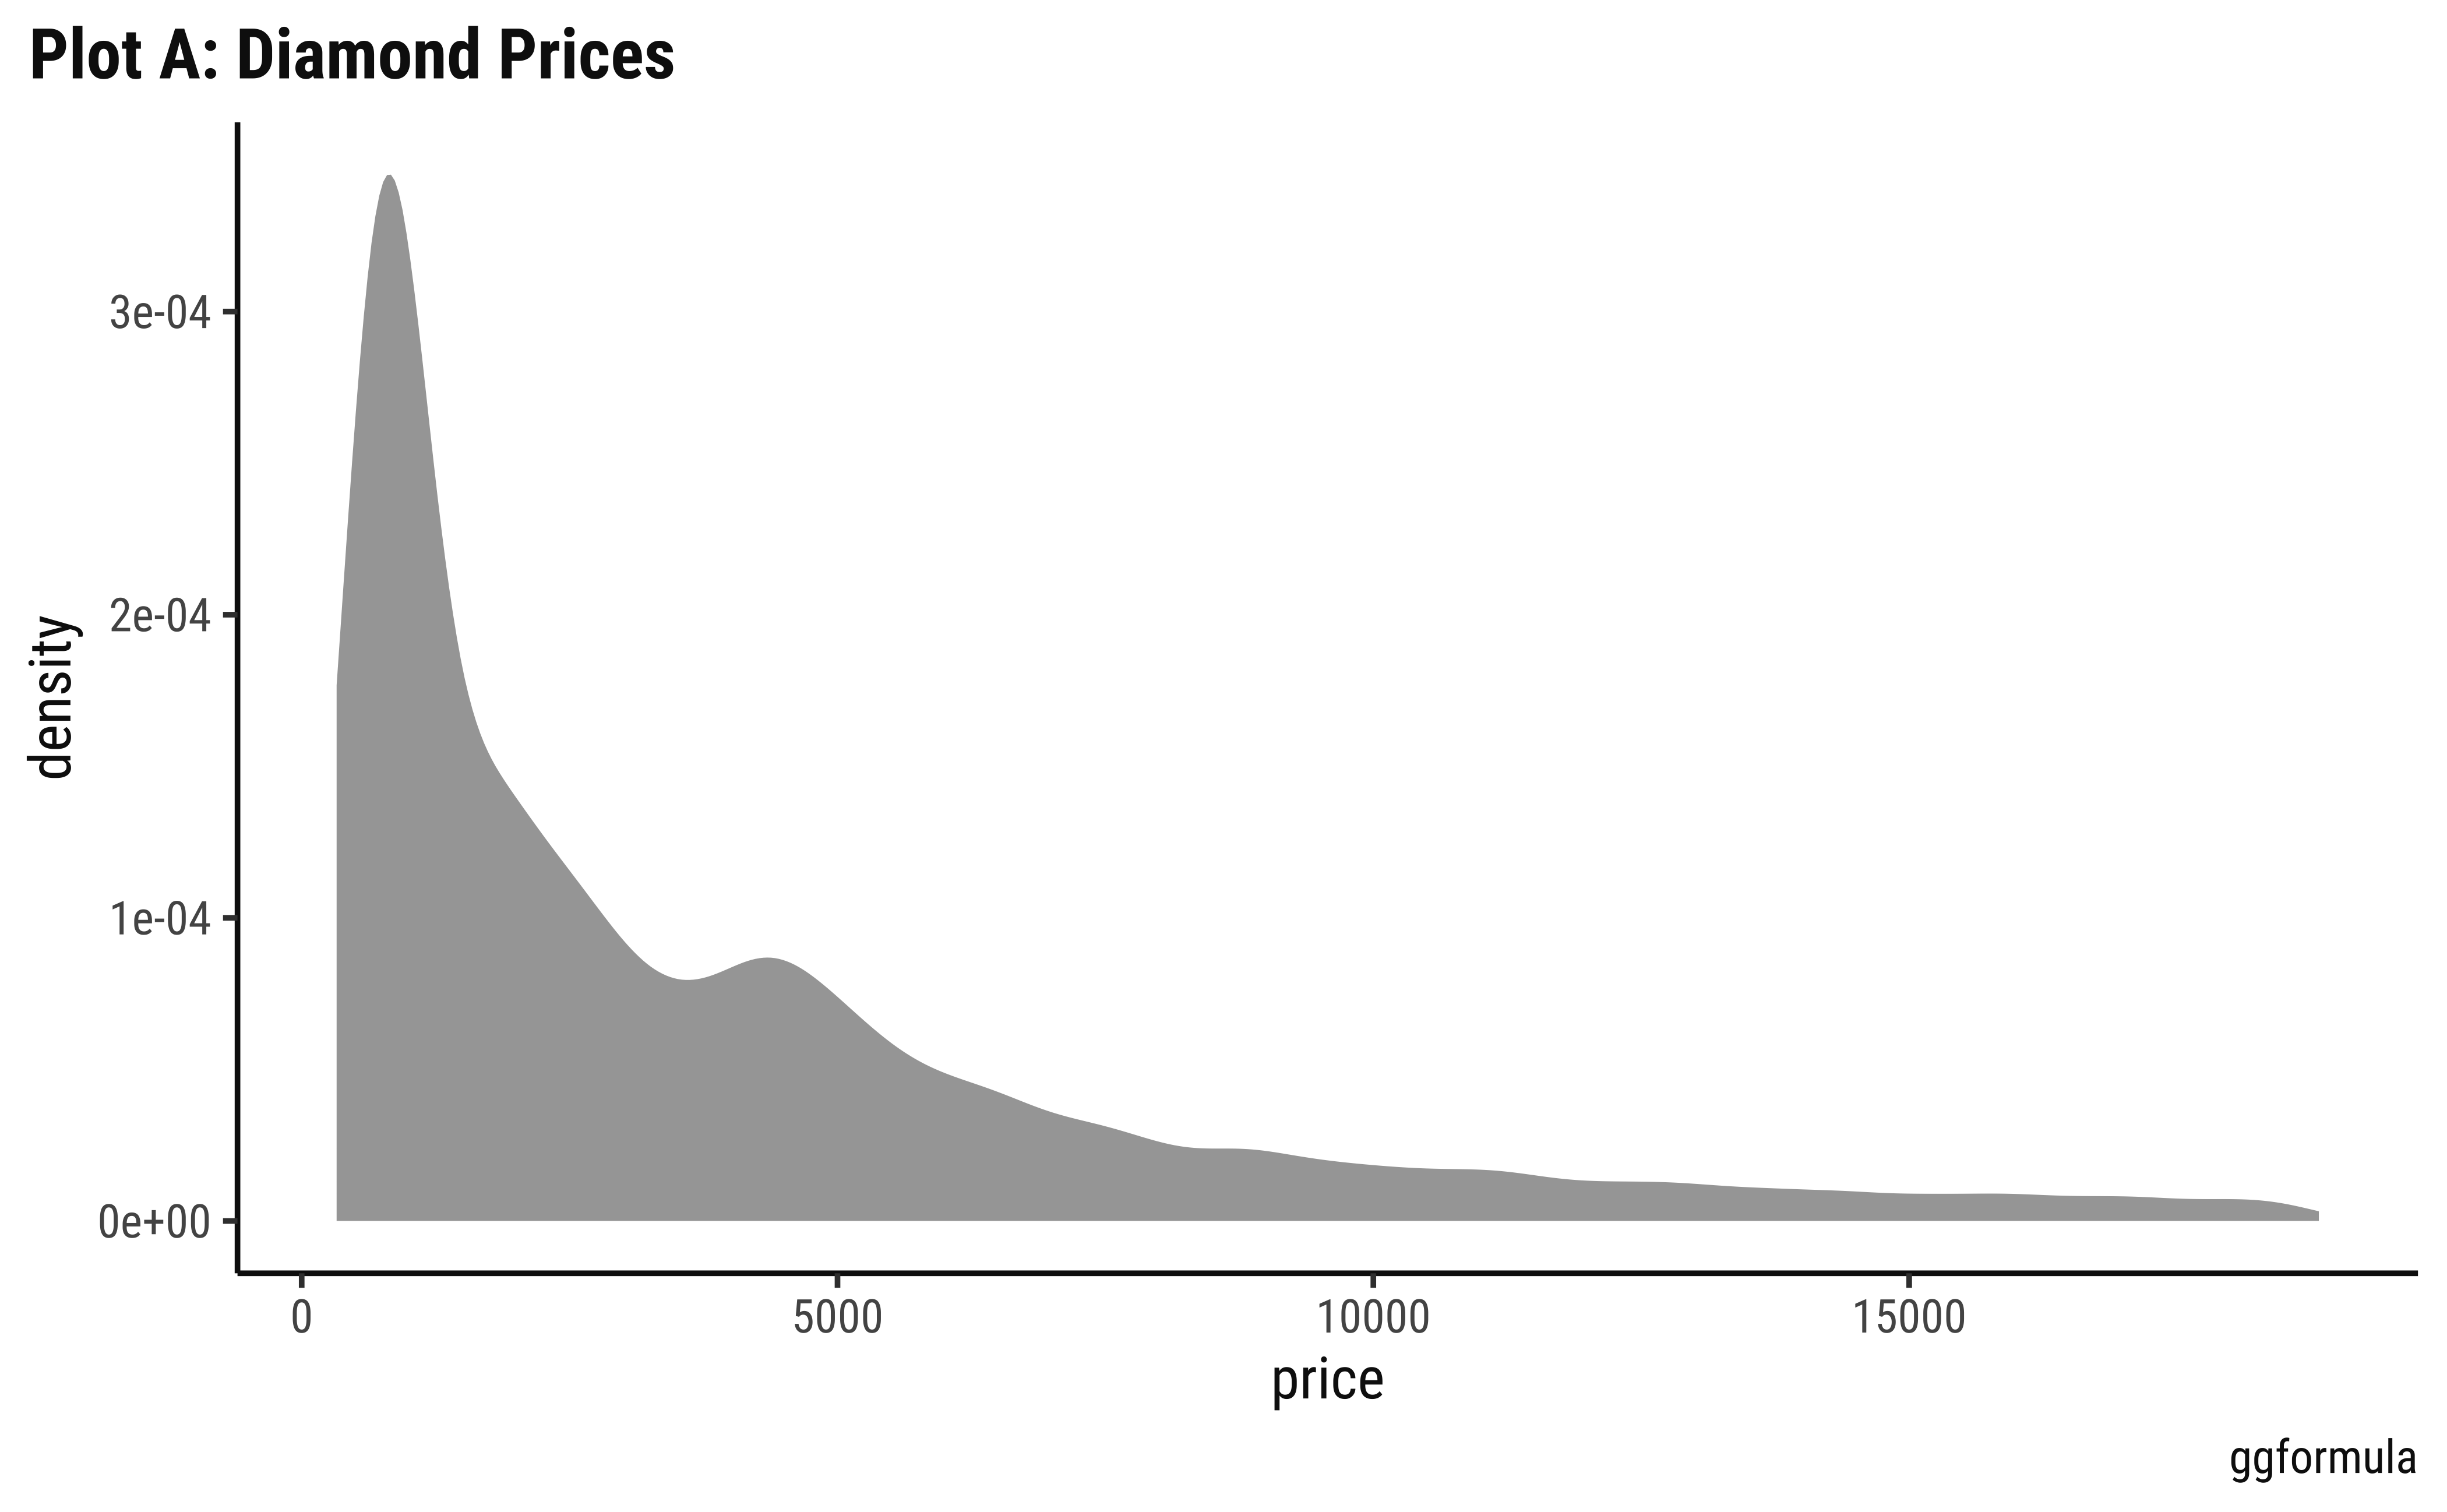 Plot A: Diamond Prices
density
3e-04
2e-04
1e-04
0e+00
0 5000 10000 15000
price
ggformula